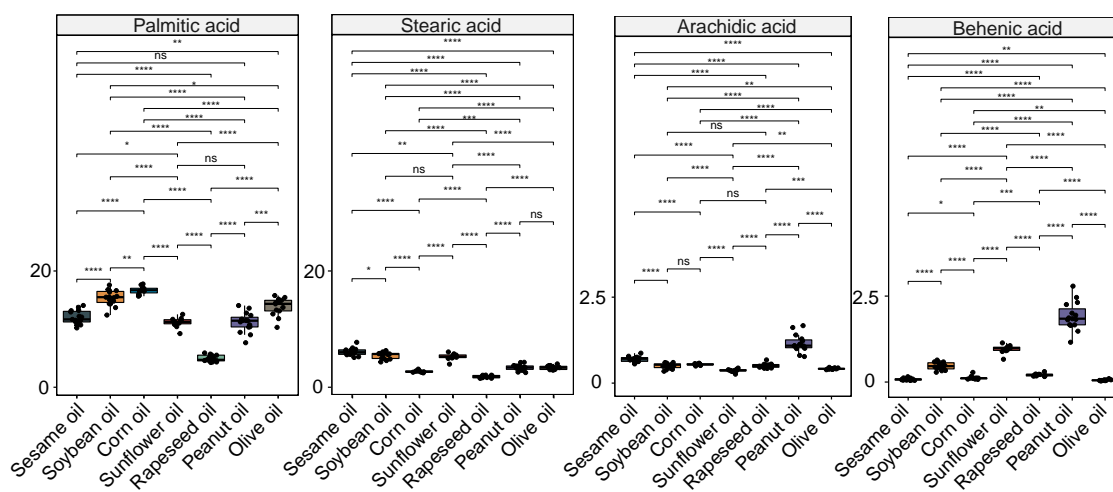 Palmitic acid
**
ns
****
*
****
****
****
****
****
*
ns
****
****
****
****
***
****
****
****
**
****
20
0
Sesame oil
Soybean oil
Corn oil
Sunflower oil
Rapeseed oil
Peanut oil
Olive oil
Stearic acid
****
****
****
****
****
****
***
****
****
**
****
ns
****
****
****
ns
****
****
****
****
*
20
0
Sesame oil
Soybean oil
Corn oil
Sunflower oil
Rapeseed oil
Peanut oil
Olive oil
Arachidic acid
****
****
****
**
****
****
****
ns
**
****
****
****
***
ns
****
****
****
****
****
ns
****
2.5
0
Sesame oil
Soybean oil
Corn oil
Sunflower oil
Rapeseed oil
Peanut oil
Olive oil
Behenic acid
**
****
****
****
****
**
****
****
****
****
****
****
****
***
*
****
****
****
****
****
****
2.5
0
Sesame oil
Soybean oil
Corn oil
Sunflower oil
Rapeseed oil
Peanut oil
Olive oil